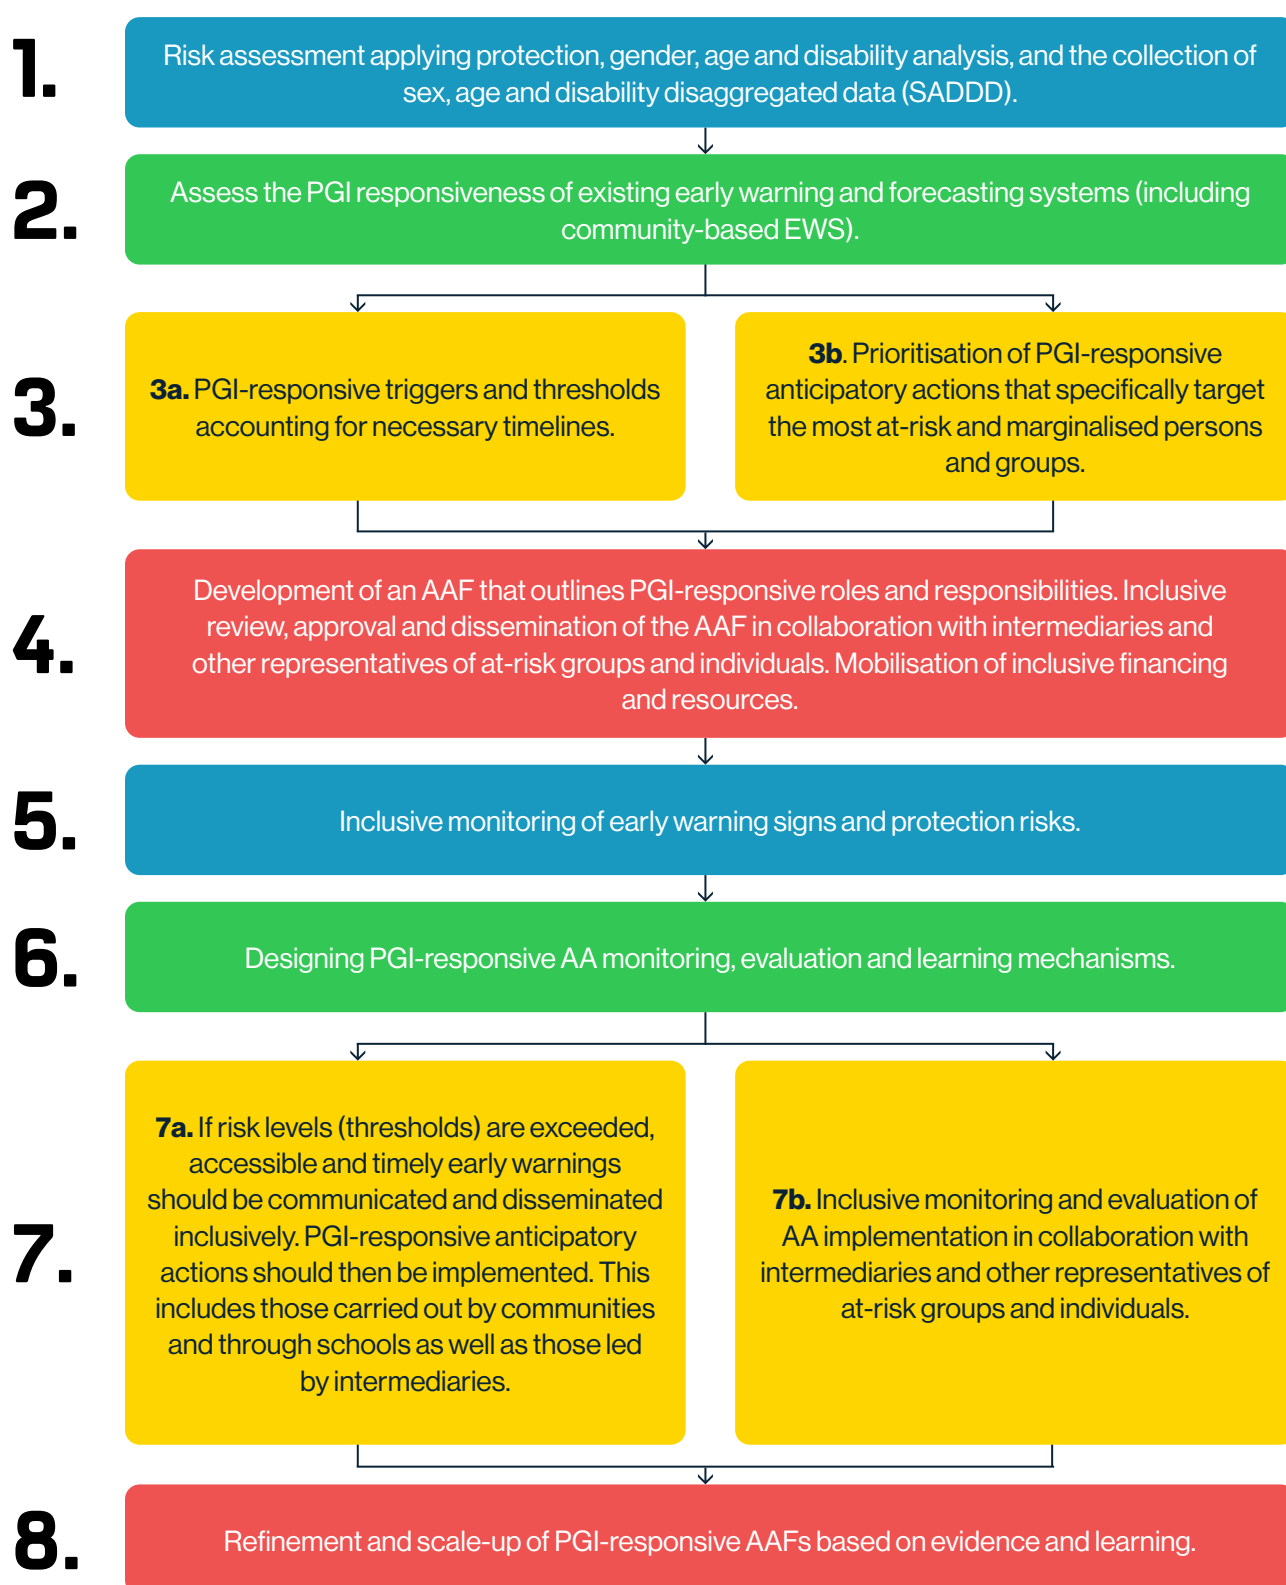 1.
Risk assessment applying protection, gender, age and disability analysis, and the collection of
sex, age and disability disaggregated data (SADDD).
2.
Assess the PGI responsiveness of existing early warning and forecasting systems (including
community-based EWS).
3.
3a. PGI-responsive triggers and thresholds
accounting for necessary timelines.
3b. Prioritisation of PGI-responsive
anticipatory actions that specifically target
the most at-risk and marginalised persons
and groups.
4.
Development of an AAF that outlines PGI-responsive roles and responsibilities. Inclusive
review, approval and dissemination of the AAF in collaboration with intermediaries and
other representatives of at-risk groups and individuals. Mobilisation of inclusive financing
and resources.
5.
Inclusive monitoring of early warning signs and protection risks.
6.
Designing PGI-responsive AA monitoring, evaluation and learning mechanisms.
7.
7a. If risk levels (thresholds) are exceeded,
accessible and timely early warnings
should be communicated and disseminated
inclusively. PGI-responsive anticipatory
actions should then be implemented. This
includes those carried out by communities
and through schools as well as those led
by intermediaries.
7b. Inclusive monitoring and evaluation of
AA implementation in collaboration with
intermediaries and other representatives of
at-risk groups and individuals.
8.
Refinement and scale-up of PGI-responsive AAFs based on evidence and learning.